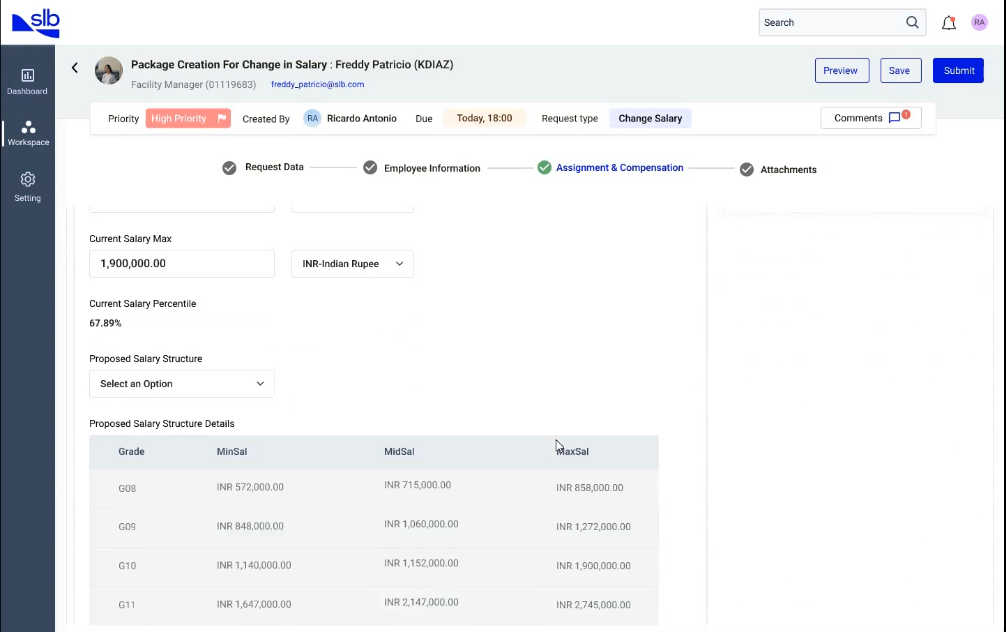 slb
Search
RA
Dashboard
Workspace
Setting
Package Creation For Change in Salary : Freddy Patricio (KDIAZ)
Facility Manager (01119683) freddy_patricio@slb.com
Preview Save Submit
Priority High Priority Created By RA Ricardo Antonio Due Today, 18:00 Request type Change Salary Comments 1
Request Data Employee Information Assignment & Compensation Attachments
Current Salary Max
1,900,000.00 INR-Indian Rupee
Current Salary Percentile
67.89%
Proposed Salary Structure
Select an Option
Proposed Salary Structure Details
Grade MinSal MidSal MaxSal
G08 INR 572,000.00 INR 715,000.00 INR 858,000.00
G09 INR 848,000.00 INR 1,060,000.00 INR 1,272,000.00
G10 INR 1,140,000.00 INR 1,152,000.00 INR 1,900,000.00
G11 INR 1,647,000.00 INR 2,147,000.00 INR 2,745,000.00